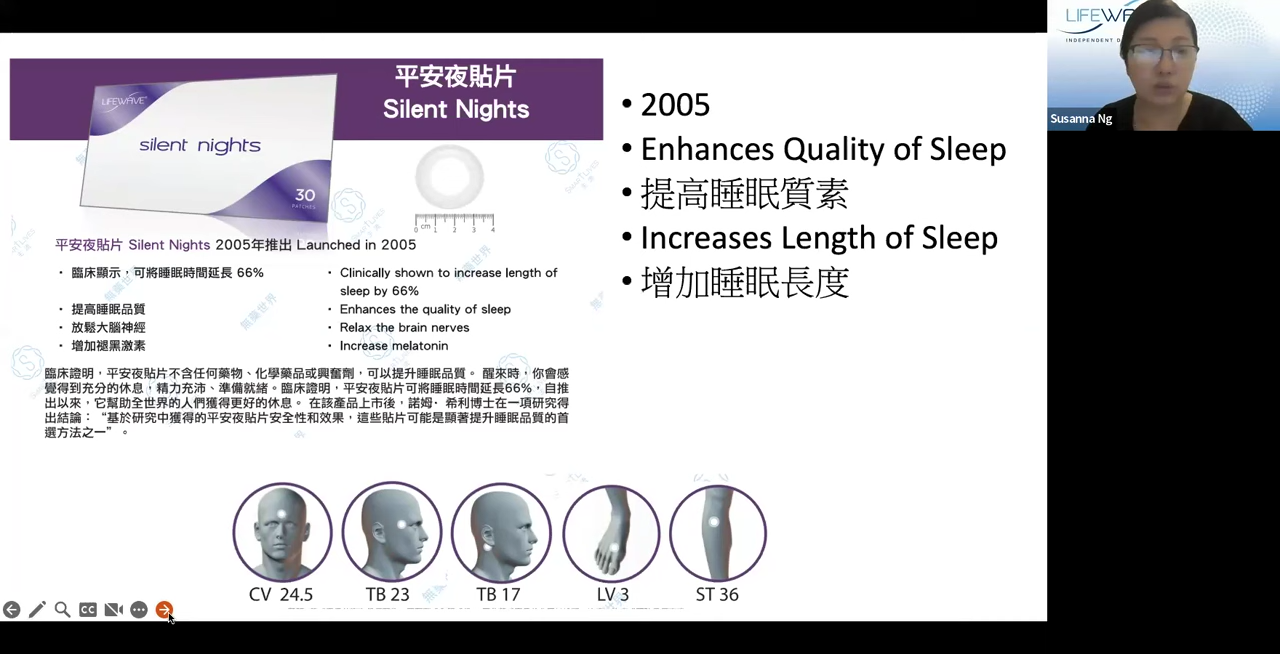 平安夜貼片
Silent Nights
LIFEWAVE
silent nights
30
PATCHES
0 cm 1 2 3 4
平安夜貼片 Silent Nights 2005年推出 Launched in 2005
· 臨床顯示，可將睡眠時間延長 66%
· 提高睡眠品質
· 放鬆大腦神經
· 增加褪黑激素
· Clinically shown to increase length of
sleep by 66%
· Enhances the quality of sleep
· Relax the brain nerves
· Increase melatonin
臨床證明，平安夜貼片不含任何藥物、化學藥品或興奮劑，可以提升睡眠品質。 醒來時，你會感
覺得到充分的休息，精力充沛、準備就緒。臨床證明，平安夜貼片可將睡眠時間延長66%，自推
出以來，它幫助全世界的人們獲得更好的休息。 在該產品上市後，諾姆· 希利博士在一項研究得
出結論：“基於研究中獲得的平安夜貼片安全性和效果，這些貼片可能是顯著提升睡眠品質的首
選方法之一”。
無藥世界
CV 24.5
TB 23
TB 17
LV 3
ST 36
• 2005
• Enhances Quality of Sleep
• 提高睡眠質素
• Increases Length of Sleep
• 增加睡眠長度
CC
LIFEW
INDEPENDENT D
Susanna Ng